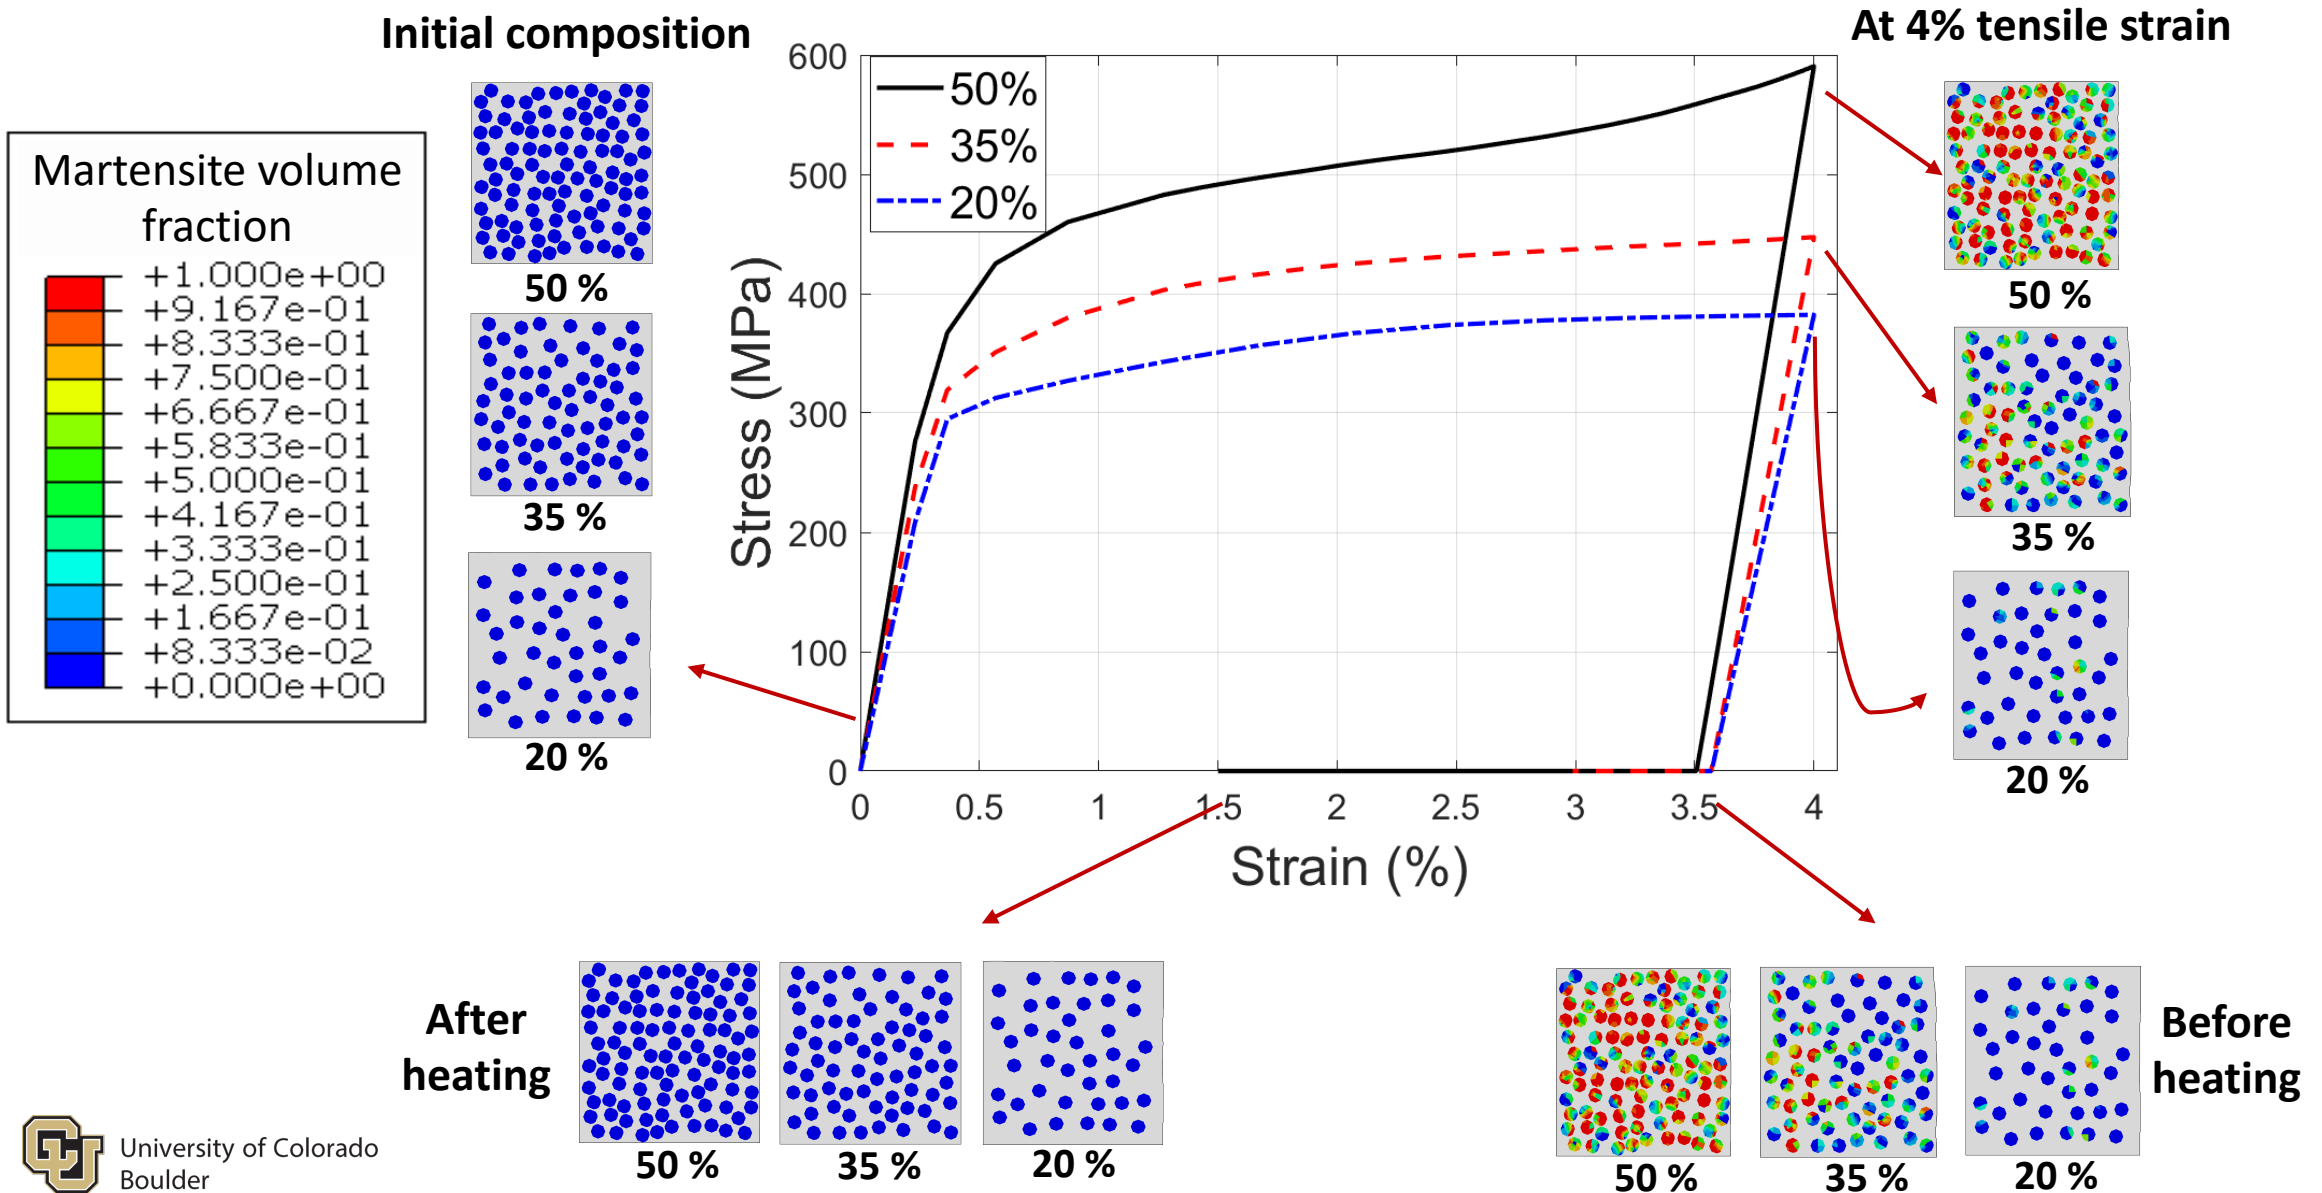 Initial composition
At 4% tensile strain
Martensite volume
fraction
+1.000e+00
+9.167e-01
+8.333e-01
+7.500e-01
+6.667e-01
+5.833e-01
+5.000e-01
+4.167e-01
+3.333e-01
+2.500e-01
+1.667e-01
+8.333e-02
+0.000e+00
50 %
35 %
20 %
600
500
400
300
200
100
0
Stress (MPa)
50%
35%
20%
0 0.5 1 1.5 2 2.5 3 3.5 4
Strain (%)
50 %
35 %
20 %
After
heating
50 % 35 % 20 %
Before
heating
50 % 35 % 20 %
CU
University of Colorado
Boulder